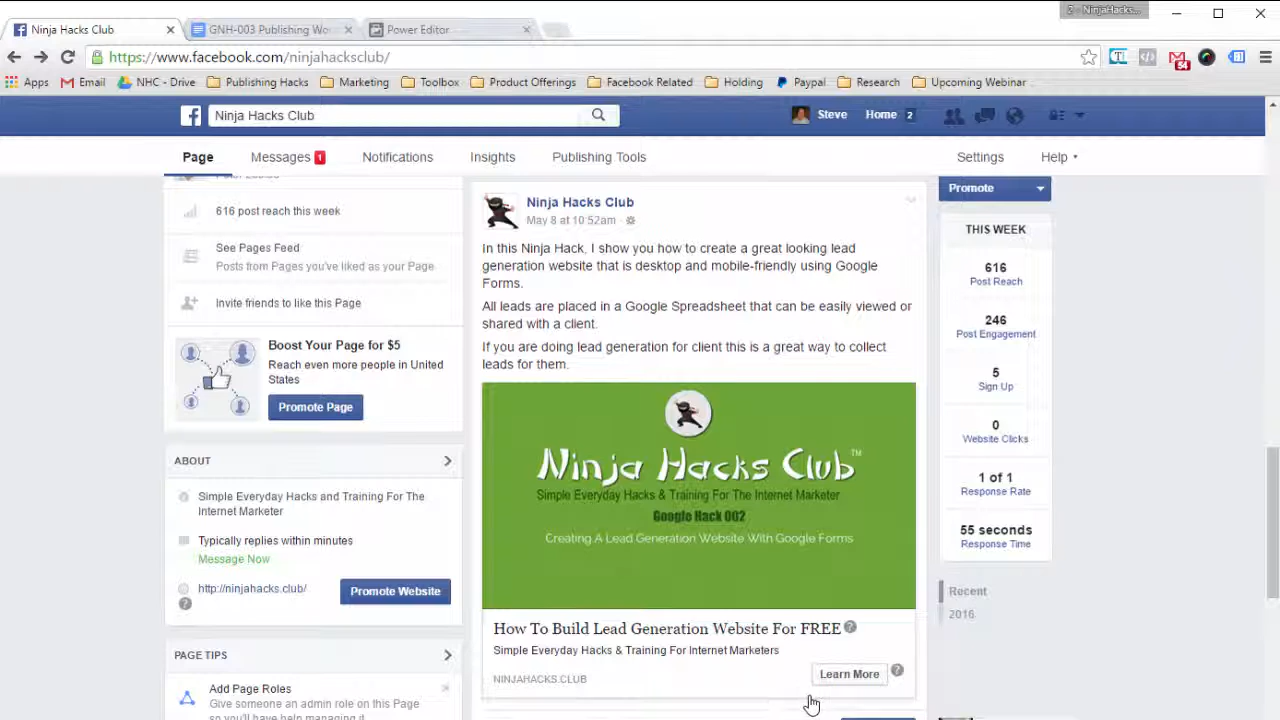 2 - NinjaHacks...
Ninja Hacks Club
GNH-003 Publishing Wo
Power Editor
https://www.facebook.com/ninjahacksclub/
54
Apps
Email
NHC - Drive
Publishing Hacks
Marketing
Toolbox
Product Offerings
Facebook Related
Holding
Paypal
Research
Upcoming Webinar
Ninja Hacks Club
Steve
Home 2
Page
Messages 1
Notifications
Insights
Publishing Tools
Settings
Help
616 post reach this week
See Pages Feed
Posts from Pages you've liked as your Page
Invite friends to like this Page
Boost Your Page for $5
Reach even more people in United
States
Promote Page
ABOUT
Simple Everyday Hacks and Training For The
Internet Marketer
Typically replies within minutes
Message Now
http://ninjahacks.club/
Promote Website
?
PAGE TIPS
Add Page Roles
Give someone an admin role on this Page
so you'll have help managing it.
Ninja Hacks Club
May 8 at 10:52am ·
In this Ninja Hack, I show you how to create a great looking lead
generation website that is desktop and mobile-friendly using Google
Forms.
All leads are placed in a Google Spreadsheet that can be easily viewed or
shared with a client.
If you are doing lead generation for client this is a great way to collect
leads for them.
Ninja Hacks Club™
Simple Everyday Hacks & Training For The Internet Marketer
Google Hack 002
Creating A Lead Generation Website With Google Forms
How To Build Lead Generation Website For FREE ?
Simple Everyday Hacks & Training For Internet Marketers
Learn More ?
NINJAHACKS.CLUB
Promote
THIS WEEK
616
Post Reach
246
Post Engagement
5
Sign Up
0
Website Clicks
1 of 1
Response Rate
55 seconds
Response Time
Recent
2016